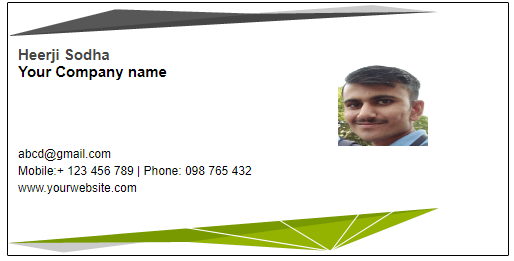 Heerji Sodha
Your Company name
abcd@gmail.com
Mobile:+ 123 456 789 | Phone: 098 765 432
www.yourwebsite.com